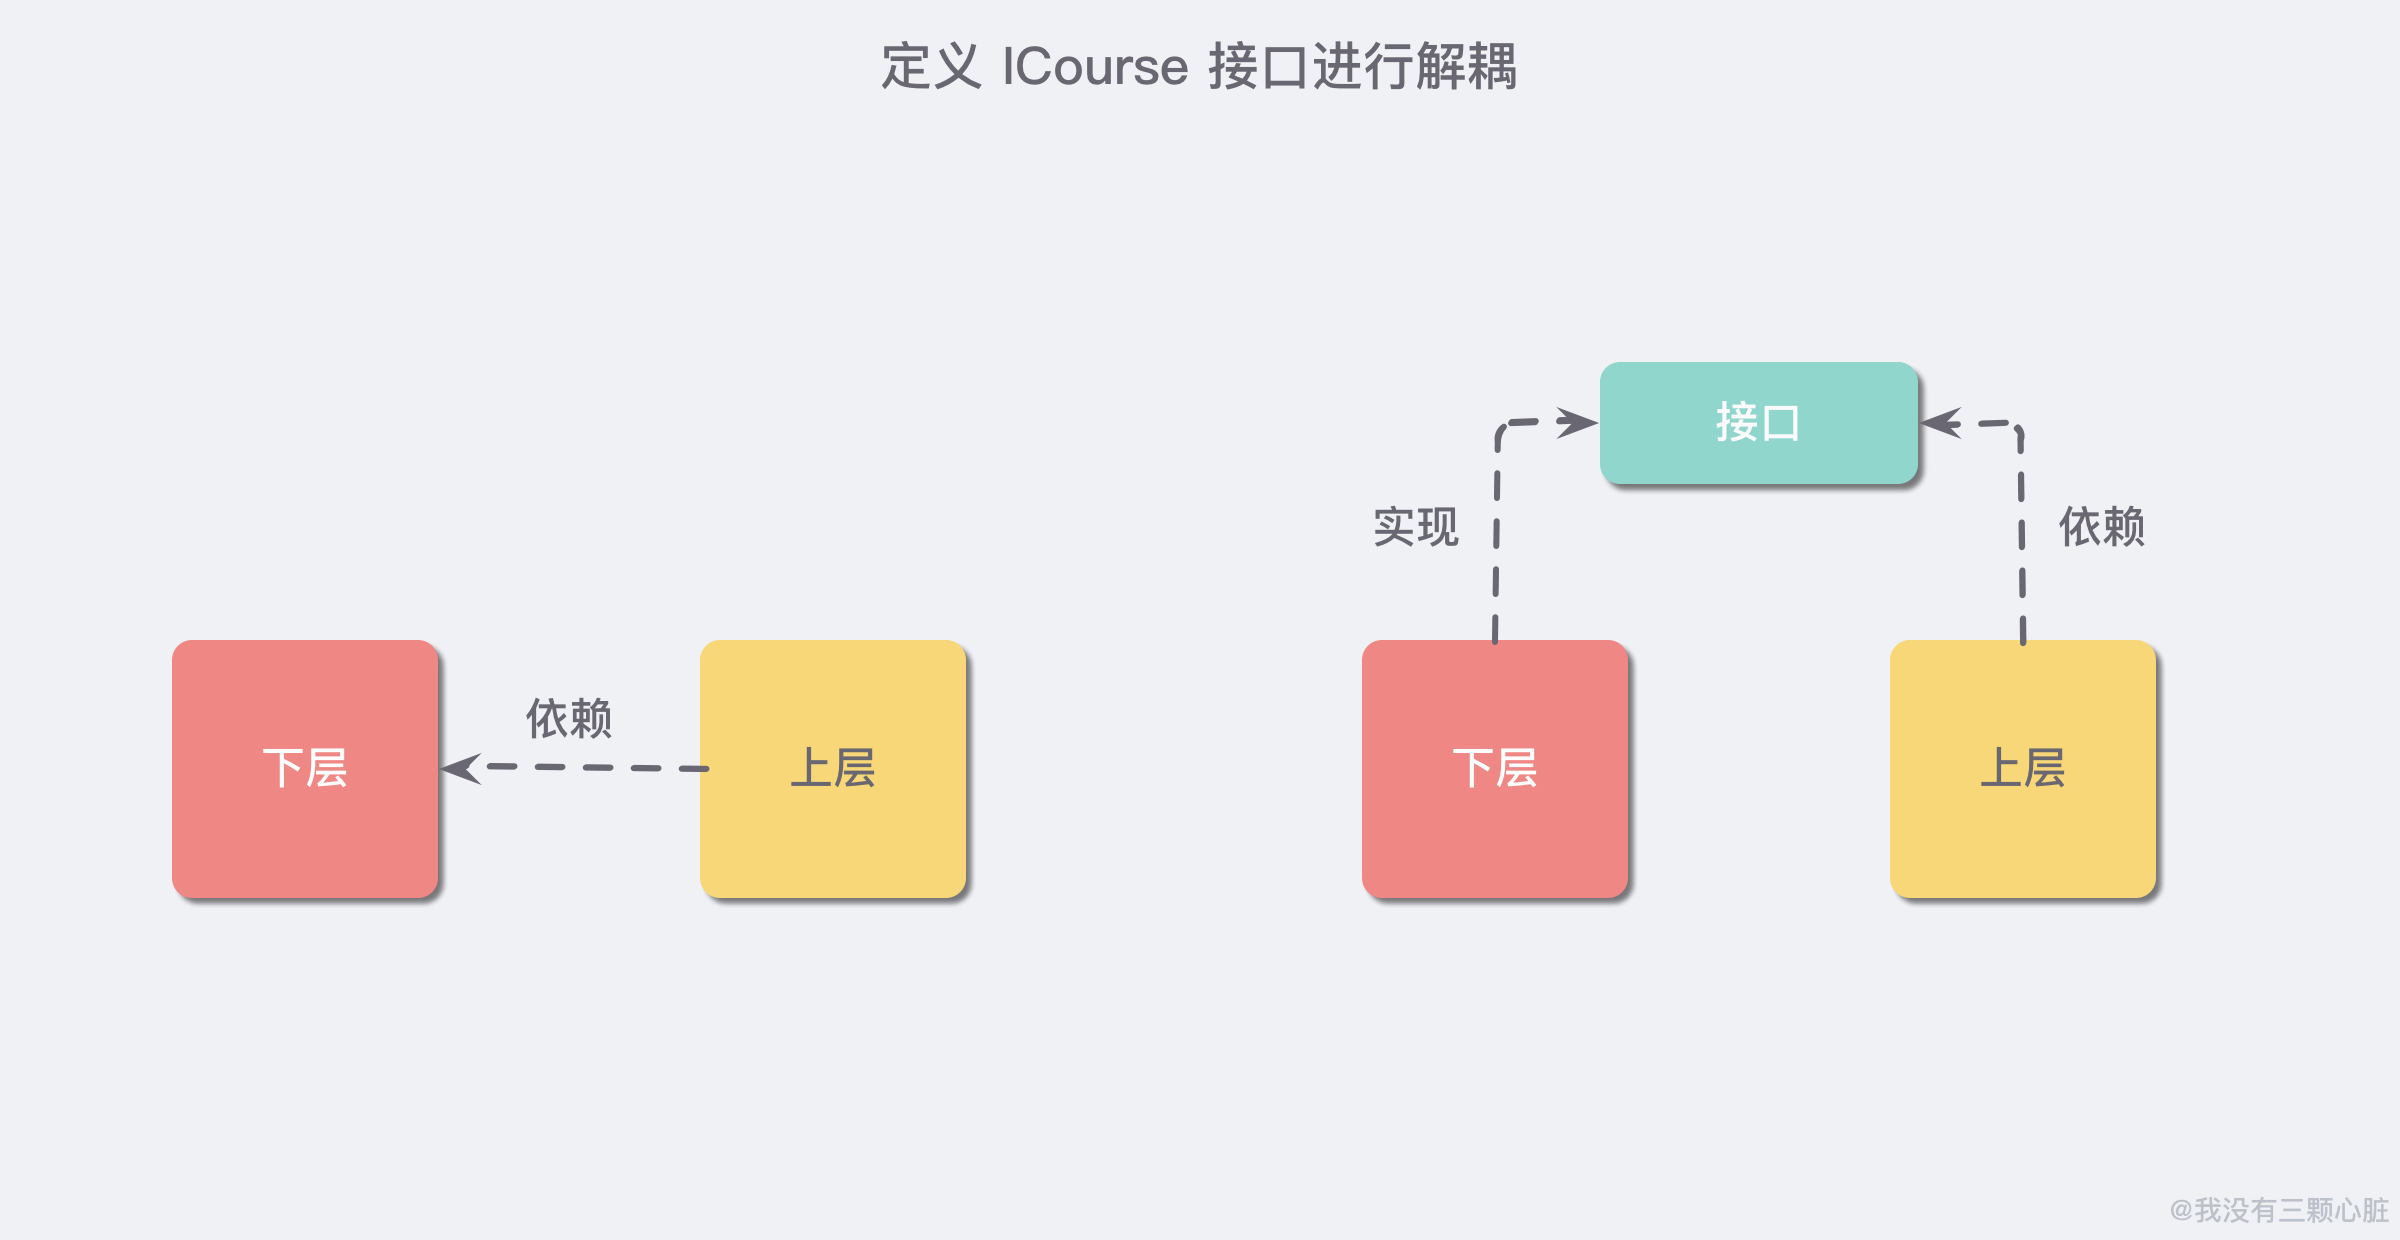 定义 ICourse 接口进行解耦
接口
实现
依赖
依赖
下层
上层
下层
上层
@我没有三颗心脏